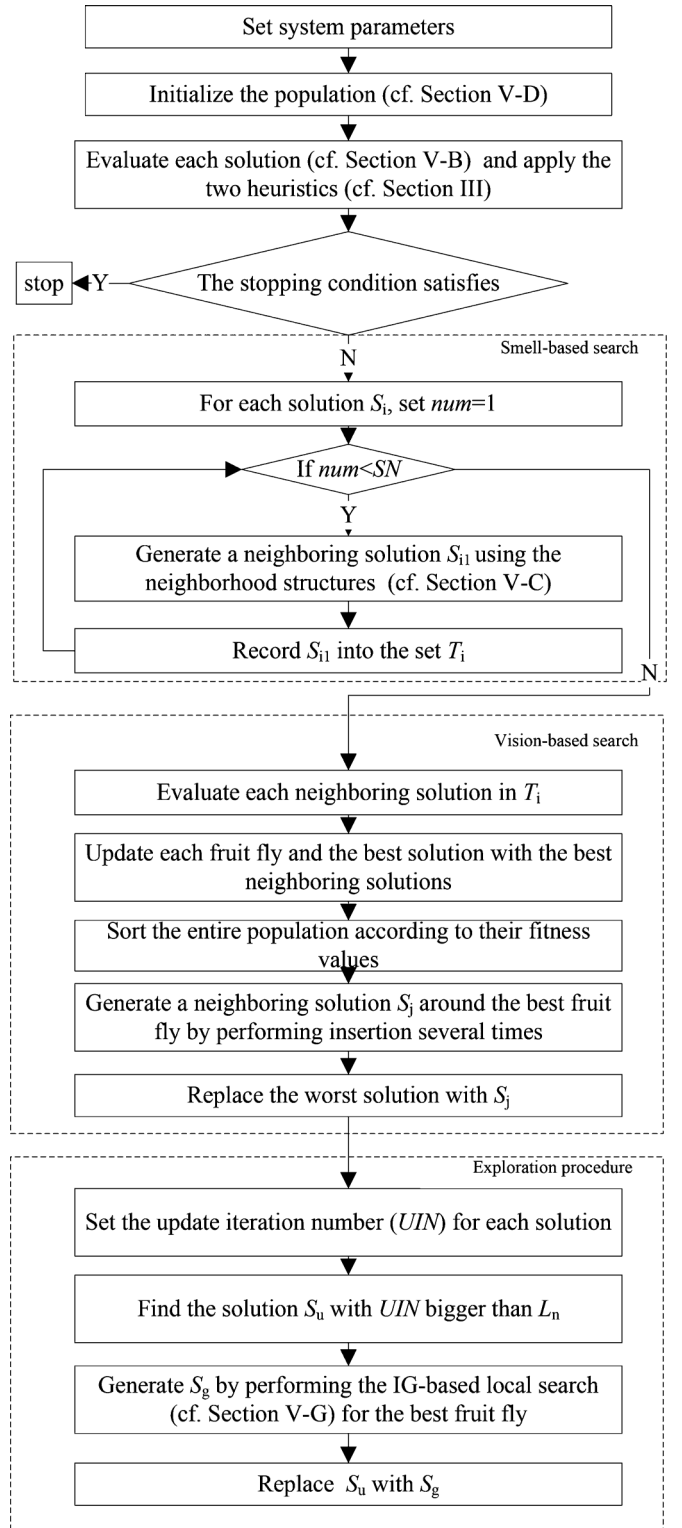 Set system parameters
Initialize the population (cf. Section V-D)
Evaluate each solution (cf. Section V-B) and apply the
two heuristics (cf. Section III)
The stopping condition satisfies
Y
stop
N
Smell-based search
For each solution Si, set num=1
If num<SN
Y
Generate a neighboring solution Si1 using the
neighborhood structures (cf. Section V-C)
Record Si1 into the set Ti
N
Vision-based search
Evaluate each neighboring solution in Ti
Update each fruit fly and the best solution with the best
neighboring solutions
Sort the entire population according to their fitness
values
Generate a neighboring solution Sj around the best fruit
fly by performing insertion several times
Replace the worst solution with Sj
Exploration procedure
Set the update iteration number (UIN) for each solution
Find the solution Su with UIN bigger than Ln
Generate Sg by performing the IG-based local search
(cf. Section V-G) for the best fruit fly
Replace Su with Sg